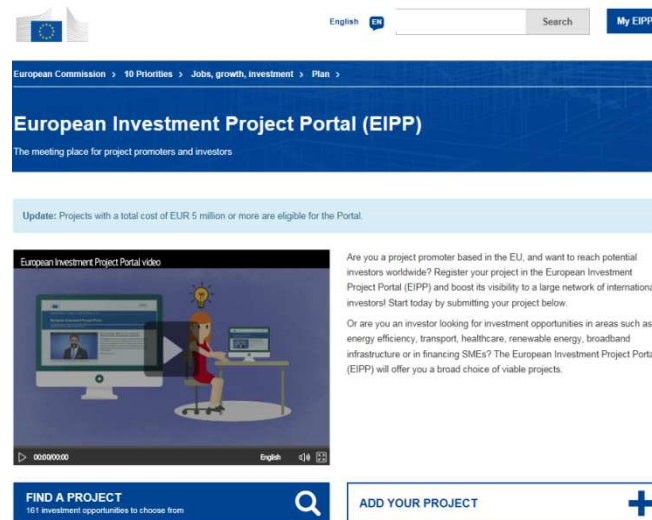 English EN Search My EIPP
European Commission > 10 Priorities > Jobs, growth, investment > Plan >
European Investment Project Portal (EIPP)
The meeting place for project promoters and investors
Update: Projects with a total cost of EUR 5 million or more are eligible for the Portal.
European Investment Project Portal video
Are you a project promoter based in the EU, and want to reach potential
investors worldwide? Register your project in the European Investment
Project Portal (EIPP) and boost its visibility to a large network of internationa
investors! Start today by submitting your project below.
Or are you an investor looking for investment opportunities in areas such as
energy efficiency, transport, healthcare, renewable energy, broadband
infrastructure or in financing SMEs? The European Investment Project Porta
(EIPP) will offer you a broad choice of viable projects.
00:00/00:00 English
FIND A PROJECT
161 investment opportunities to choose from
ADD YOUR PROJECT